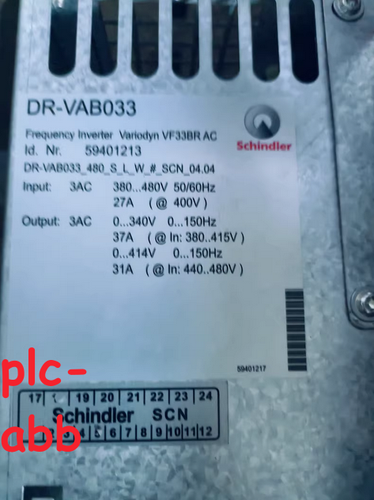 DR-VAB033
Schindler
Frequency Inverter Variodyn VF33BR AC
Id. Nr. 59401213
DR-VAB033_480_S_L_W_#_SCN_04.04
Input: 3AC 380...480V 50/60Hz
27A ( @ 400V )
Output: 3AC 0...340V 0...150Hz
37A ( @ In: 380..415V )
0...414V 0...150Hz
31A ( @ In: 440..480V )
59401217
plc-
abb
17 19 20 21 22 23 24
Schindler SCN
3 4 5 6 7 8 9 10 11 12